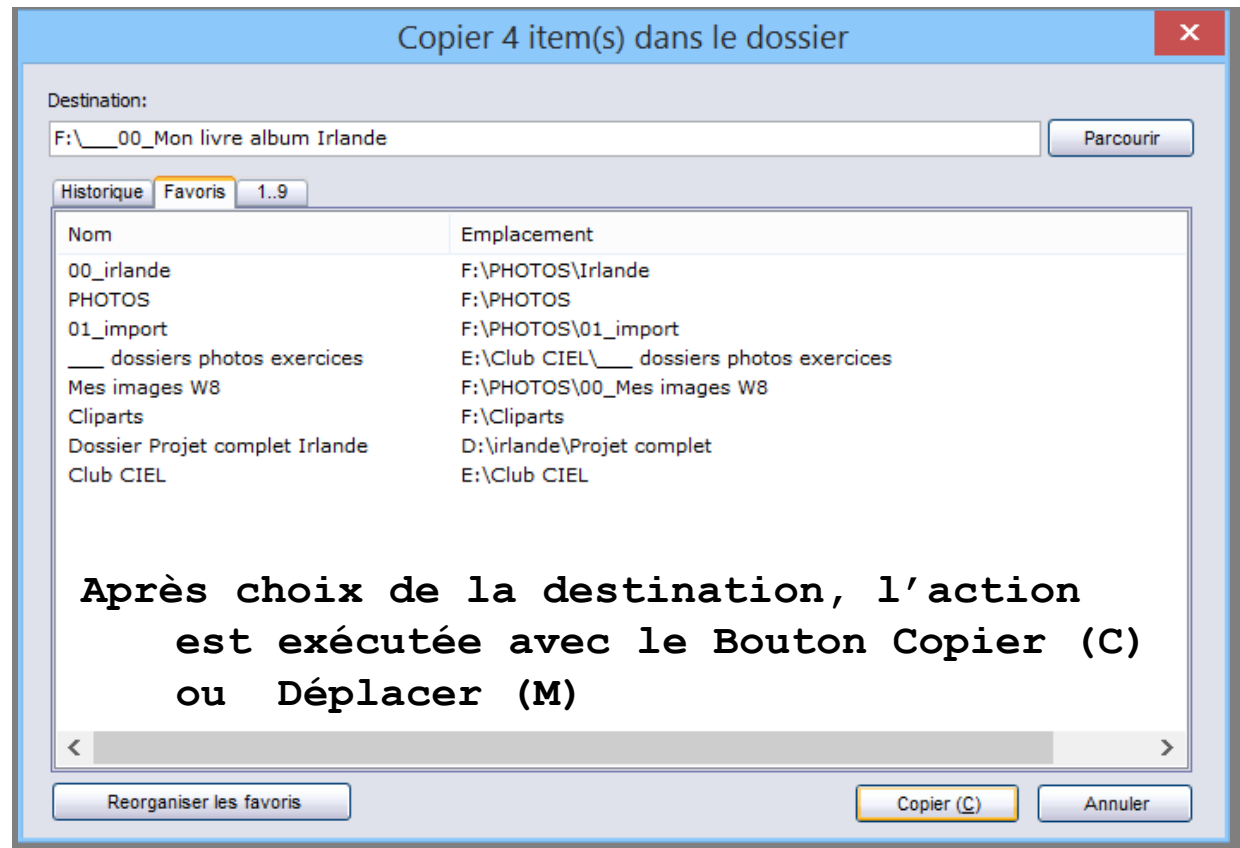 Copier 4 item(s) dans le dossier
Destination:
F:\___00_Mon livre album Irlande
Parcourir
Historique Favoris 1..9
Nom Emplacement
00_irlande F:\PHOTOS\Irlande
PHOTOS F:\PHOTOS
01_import F:\PHOTOS\01_import
___ dossiers photos exercices E:\Club CIEL\___ dossiers photos exercices
Mes images W8 F:\PHOTOS\00_Mes images W8
Cliparts F:\Cliparts
Dossier Projet complet Irlande D:\irlande\Projet complet
Club CIEL E:\Club CIEL
Après choix de la destination, l’action
est exécutée avec le Bouton Copier (C)
ou Déplacer (M)
Reorganiser les favoris Copier (C) Annuler